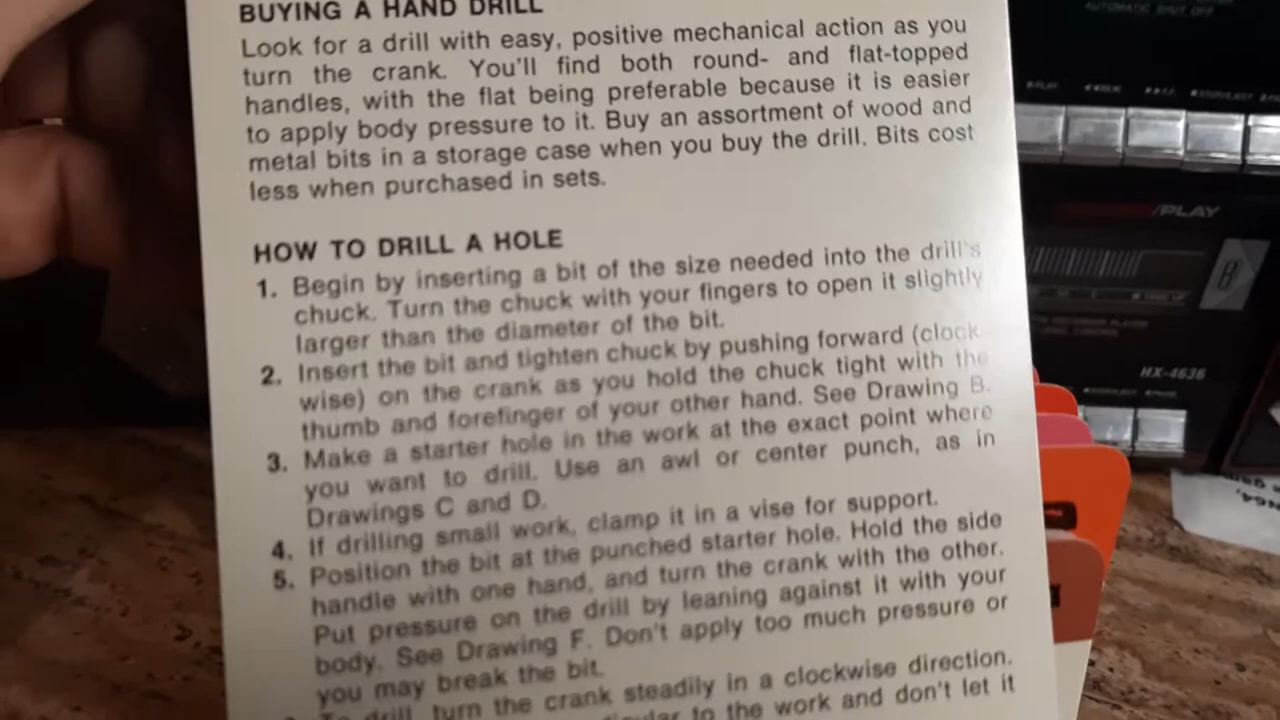 BUYING A HAND DRILL
Look for a drill with easy, positive mechanical action as you
turn the crank. You'll find both round- and flat-topped
handles, with the flat being preferable because it is easier
to apply body pressure to it. Buy an assortment of wood and
metal bits in a storage case when you buy the drill. Bits cost
less when purchased in sets.
HOW TO DRILL A HOLE
1. Begin by inserting a bit of the size needed into the drill's
chuck. Turn the chuck with your fingers to open it slightly
larger than the diameter of the bit.
2. Insert the bit and tighten chuck by pushing forward (clock-
wise) on the crank as you hold the chuck tight with the
thumb and forefinger of your other hand. See Drawing B.
3. Make a starter hole in the work at the exact point where
you want to drill. Use an awl or center punch, as in
Drawings C and D.
4. If drilling small work, clamp it in a vise for support.
5. Position the bit at the punched starter hole. Hold the side
handle with one hand, and turn the crank with the other.
Put pressure on the drill by leaning against it with your
body. See Drawing F. Don't apply too much pressure or
you may break the bit.
To drill, turn the crank steadily in a clockwise direction.
to the work and don't let it
AUTOMATIC SHUT OFF
PLAY
/PLAY
HX-4636
N64,